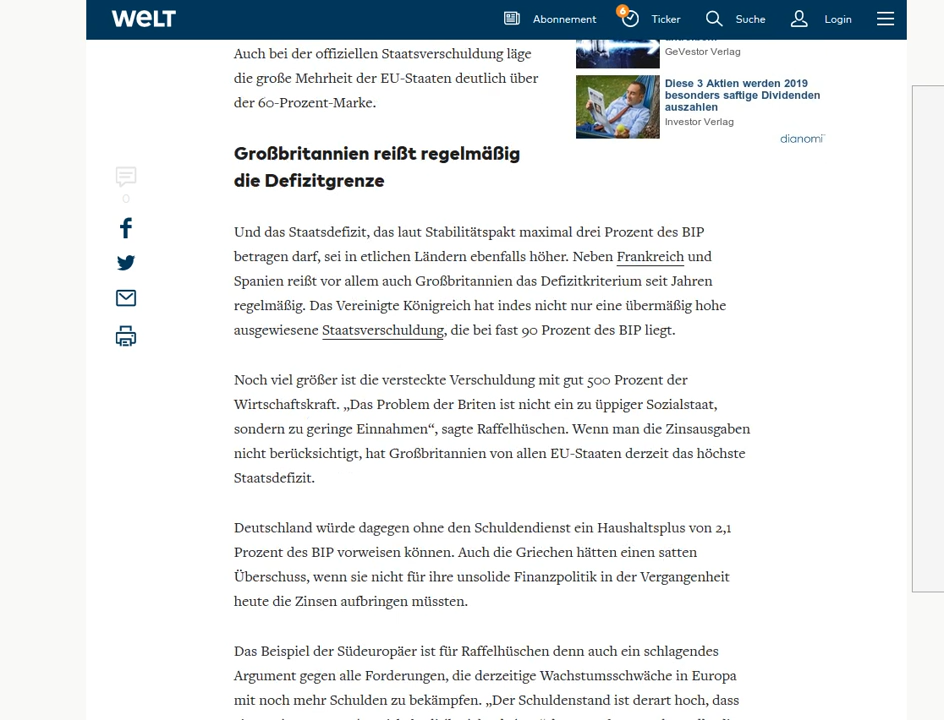 WELT
6
Abonnement
Ticker
Suche
Login
GeVestor Verlag
Diese 3 Aktien werden 2019
besonders saftige Dividenden
auszahlen
Investor Verlag
dianomi
0
Auch bei der offiziellen Staatsverschuldung läge
die große Mehrheit der EU-Staaten deutlich über
der 60-Prozent-Marke.
Großbritannien reißt regelmäßig
die Defizitgrenze
Und das Staatsdefizit, das laut Stabilitätspakt maximal drei Prozent des BIP
betragen darf, sei in etlichen Ländern ebenfalls höher. Neben Frankreich und
Spanien reißt vor allem auch Großbritannien das Defizitkriterium seit Jahren
regelmäßig. Das Vereinigte Königreich hat indes nicht nur eine übermäßig hohe
ausgewiesene Staatsverschuldung, die bei fast 90 Prozent des BIP liegt.
Noch viel größer ist die versteckte Verschuldung mit gut 500 Prozent der
Wirtschaftskraft. „Das Problem der Briten ist nicht ein zu üppiger Sozialstaat,
sondern zu geringe Einnahmen“, sagte Raffelhüschen. Wenn man die Zinsausgaben
nicht berücksichtigt, hat Großbritannien von allen EU-Staaten derzeit das höchste
Staatsdefizit.
Deutschland würde dagegen ohne den Schuldendienst ein Haushaltsplus von 2,1
Prozent des BIP vorweisen können. Auch die Griechen hätten einen satten
Überschuss, wenn sie nicht für ihre unsolide Finanzpolitik in der Vergangenheit
heute die Zinsen aufbringen müssten.
Das Beispiel der Südeuropäer ist für Raffelhüschen denn auch ein schlagendes
Argument gegen alle Forderungen, die derzeitige Wachstumsschwäche in Europa
mit noch mehr Schulden zu bekämpfen. „Der Schuldenstand ist derart hoch, dass